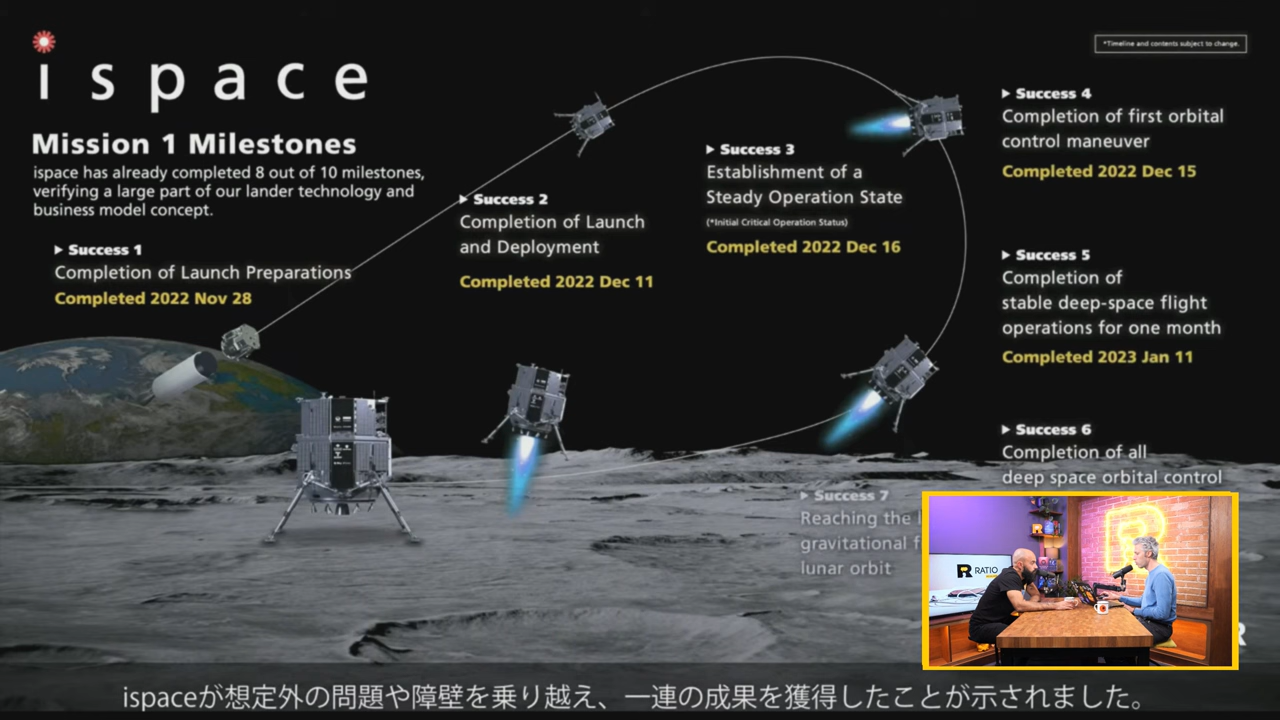 ispace
*Timeline and contents subject to change.
Mission 1 Milestones
ispace has already completed 8 out of 10 milestones,
verifying a large part of our lander technology and
business model concept.
▶ Success 1
Completion of Launch Preparations
Completed 2022 Nov 28
▶ Success 2
Completion of Launch
and Deployment
Completed 2022 Dec 11
▶ Success 3
Establishment of a
Steady Operation State
(*Initial Critical Operation Status)
Completed 2022 Dec 16
▶ Success 4
Completion of first orbital
control maneuver
Completed 2022 Dec 15
▶ Success 5
Completion of
stable deep-space flight
operations for one month
Completed 2023 Jan 11
▶ Success 6
Completion of all
deep space orbital control
▶ Success 7
Reaching the
gravitational
lunar orbit
RATIO
ispaceが想定外の問題や障壁を乗り越え、一連の成果を獲得したことが示されました。